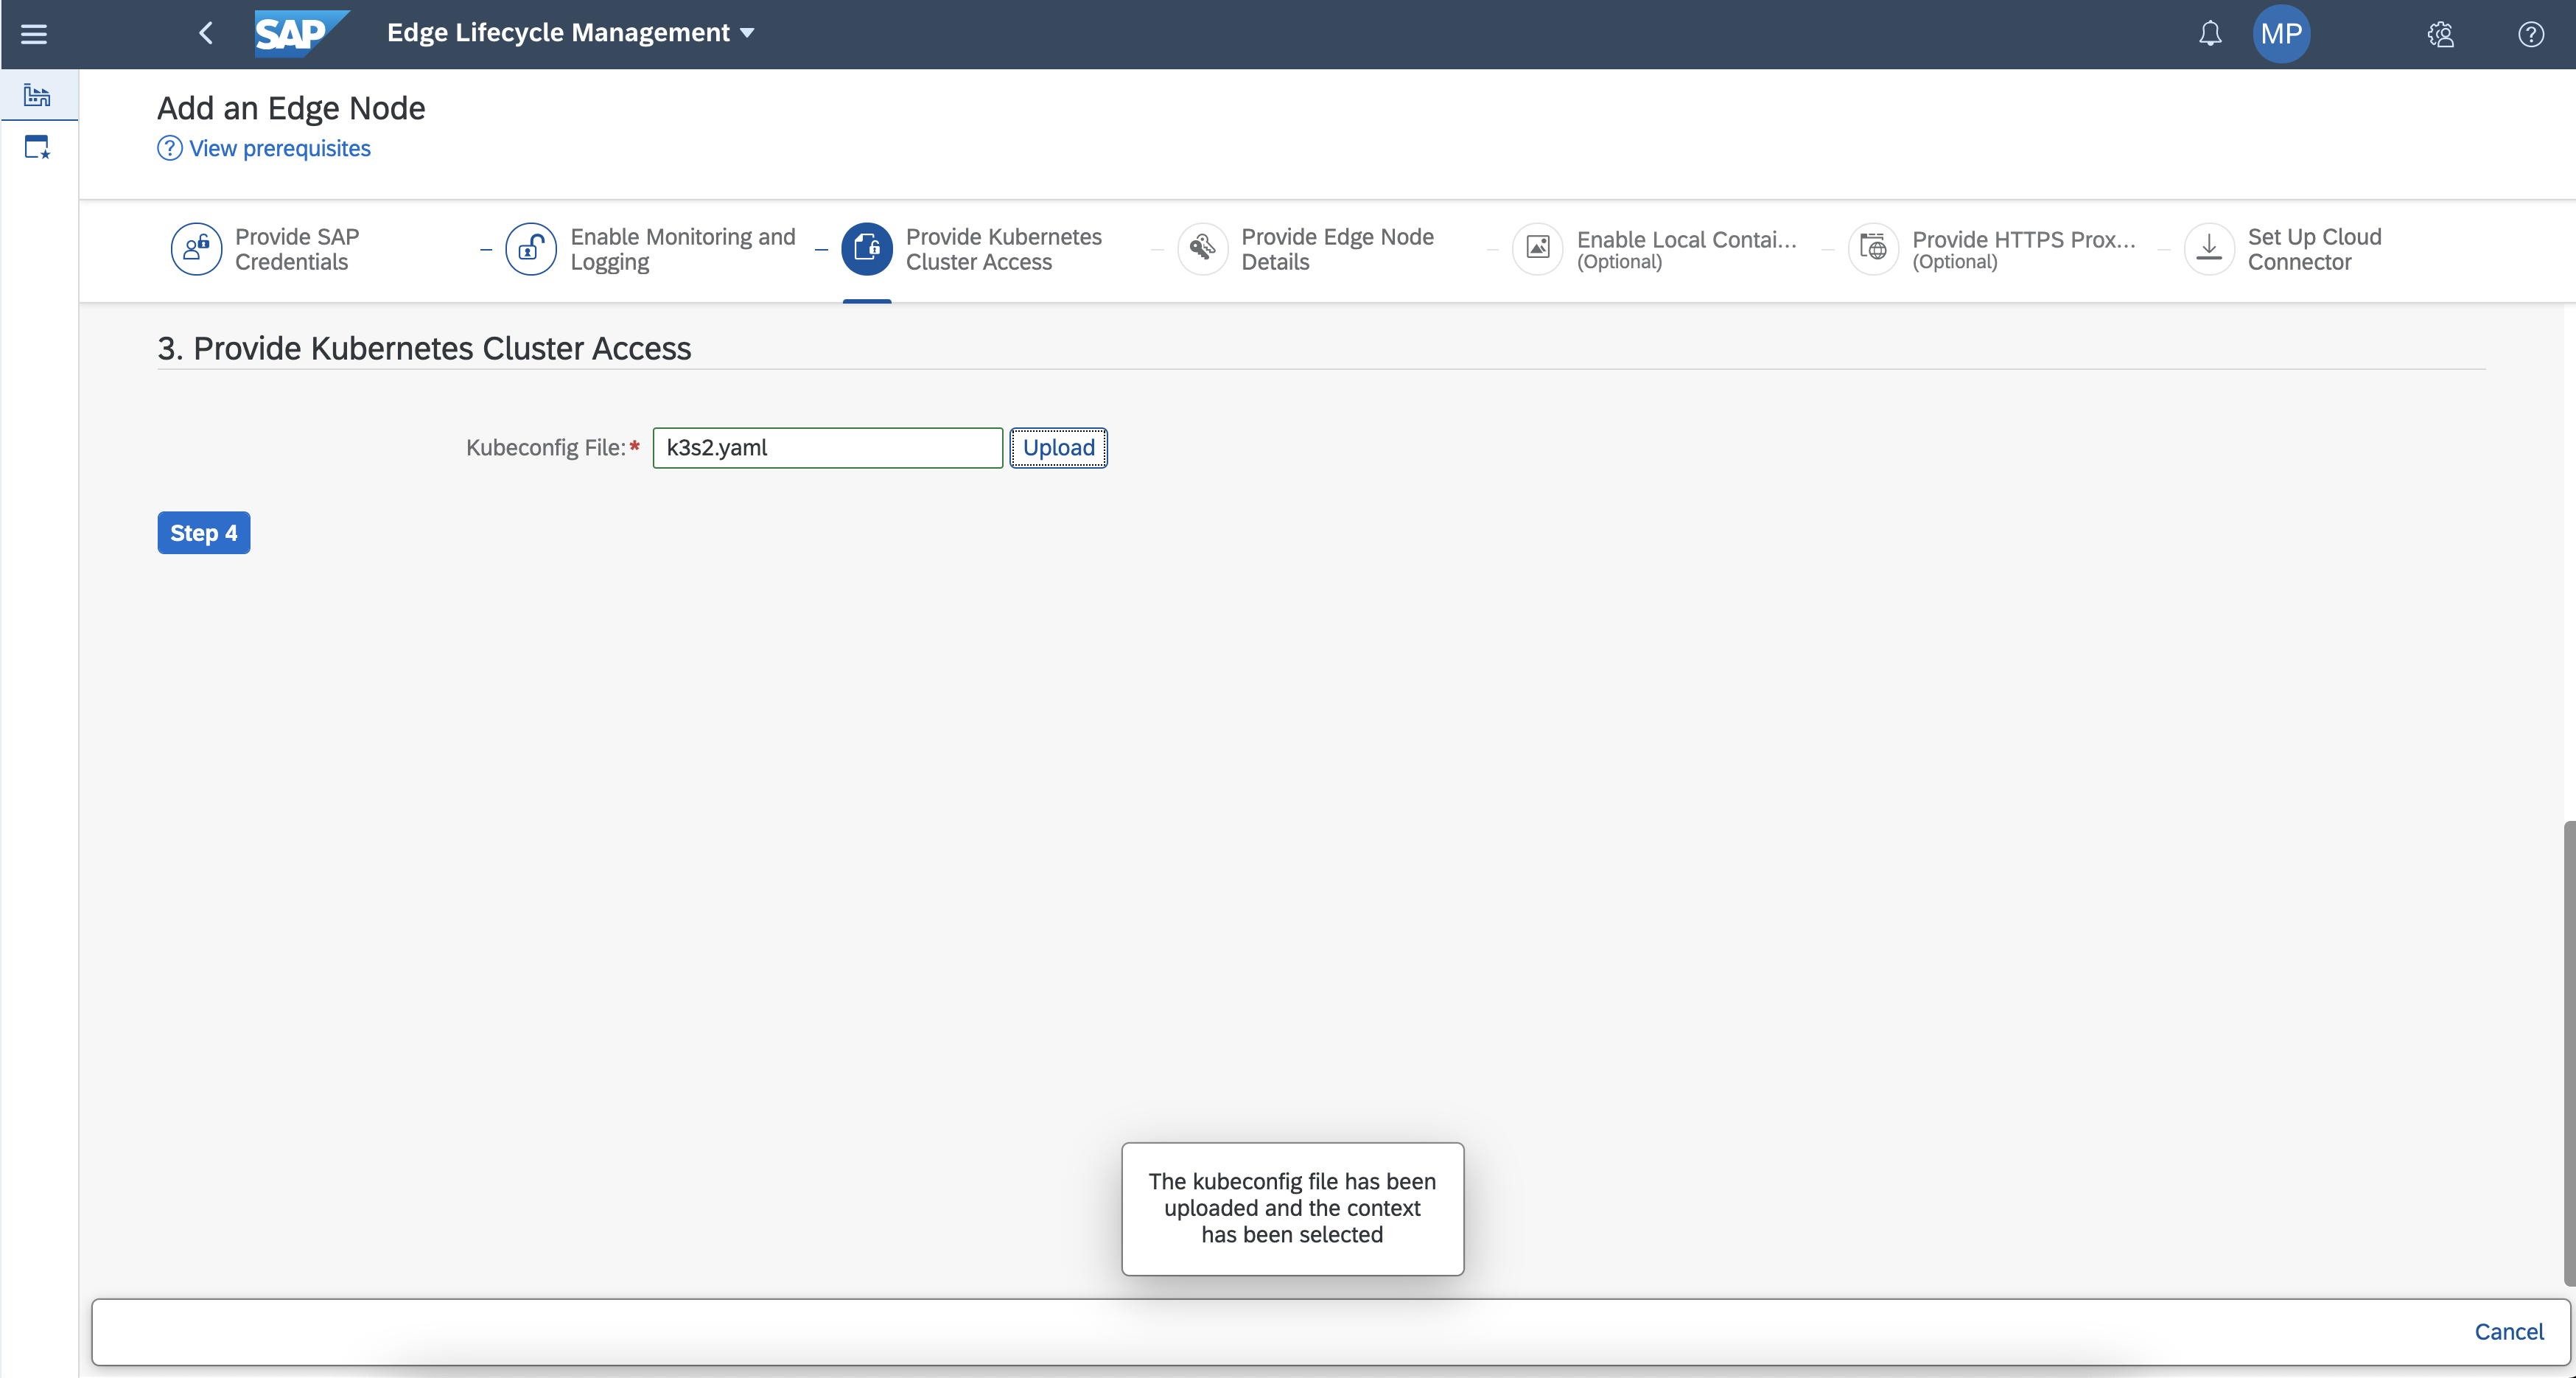 SAP
Edge Lifecycle Management
MP
Add an Edge Node
View prerequisites
Provide SAP
Credentials
Enable Monitoring and
Logging
Provide Kubernetes
Cluster Access
Provide Edge Node
Details
Enable Local Contai...
(Optional)
Provide HTTPS Prox...
(Optional)
Set Up Cloud
Connector
3. Provide Kubernetes Cluster Access
Kubeconfig File:* k3s2.yaml Upload
Step 4
The kubeconfig file has been
uploaded and the context
has been selected
Cancel